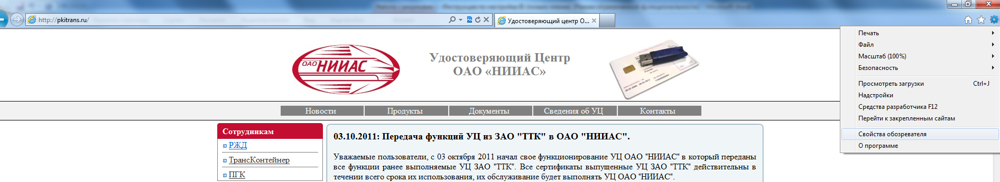 http://pkitrans.ru/
Удостоверяющий центр О...
Печать
Файл
Масштаб (100%)
Безопасность
Просмотреть загрузки Ctrl+J
Надстройки
Средства разработчика F12
Перейти к закрепленным сайтам
Свойства обозревателя
О программе
ОАО НИИАС
Удостоверяющий Центр
ОАО «НИИАС»
Новости Продукты Документы Сведения об УЦ Контакты
Сотрудникам
РЖД
ТрансКонтейнер
ПГК
03.10.2011: Передача функций УЦ из ЗАО "ТТК" в ОАО "НИИАС".
Уважаемые пользователи, с 03 октября 2011 начал свое функционирование УЦ ОАО "НИИАС" в который переданы
все функции ранее выполняемые УЦ ЗАО "ТТК". Все сертификаты выпущенные УЦ ЗАО "ТТК" действительны в
течении всего срока их использования, их обслуживание будет выполнять УЦ ОАО "НИИАС".